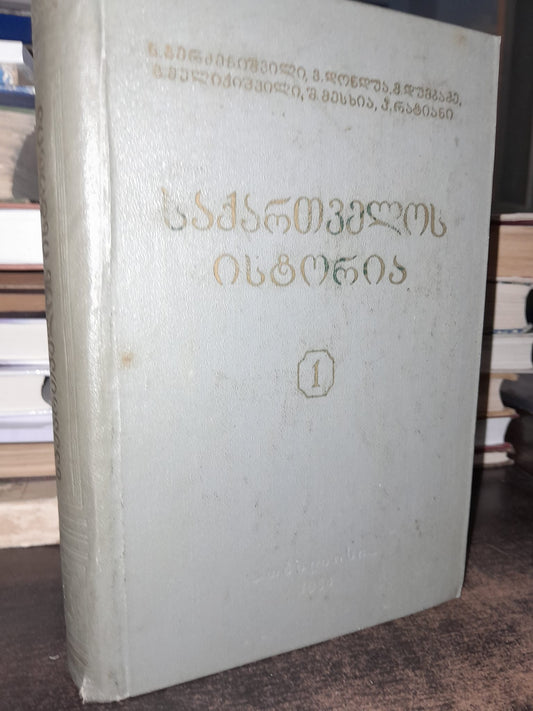 ნ. ბერძენიშვილი, ვ. დონდუა, მ. დუმბაძე,
გ. მელიქიშვილი, შ. მესხია, პ. რატიანი
საქართველოს
ისტორია
1